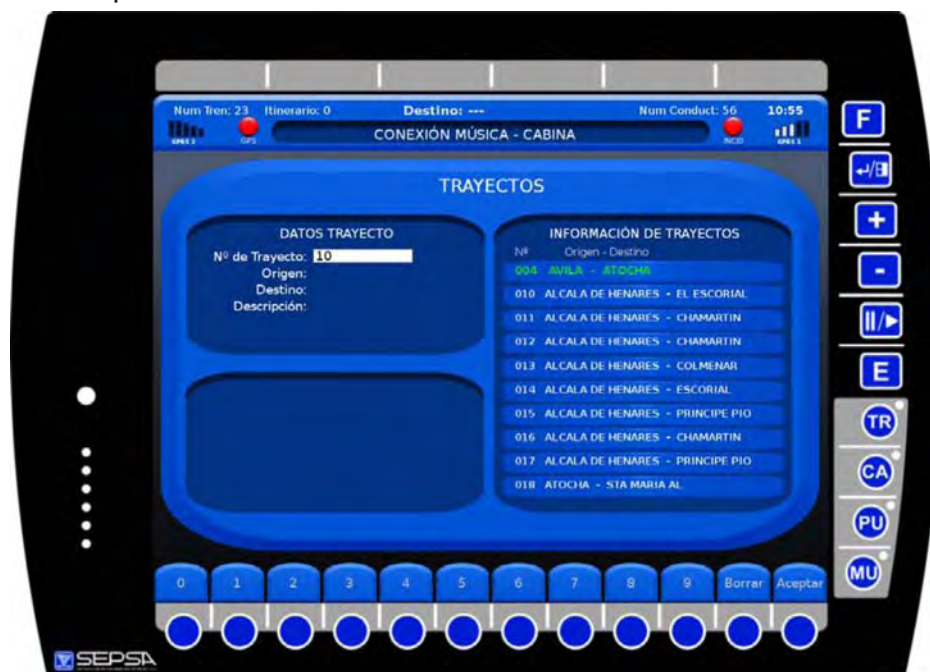 Num Tren: 23 Itinerario: 0 Destino: --- Num Conduct: 56 10:55
GPRS 2 GPS CONEXIÓN MÚSICA - CABINA INCIO GPRS 1
TRAYECTOS
DATOS TRAYECTO
Nº de Trayecto: 10
Origen:
Destino:
Descripción:
INFORMACIÓN DE TRAYECTOS
Nº Origen - Destino
004 AVILA - ATOCHA
010 ALCALA DE HENARES - EL ESCORIAL
011 ALCALA DE HENARES - CHAMARTIN
012 ALCALA DE HENARES - CHAMARTIN
013 ALCALA DE HENARES - COLMENAR
014 ALCALA DE HENARES - ESCORIAL
015 ALCALA DE HENARES - PRINCIPE PIO
016 ALCALA DE HENARES - CHAMARTIN
017 ALCALA DE HENARES - PRINCIPE PIO
018 ATOCHA - STA MARIA AL
0 1 2 3 4 5 6 7 8 9 Borrar Aceptar
F
+
-
E
TR
CA
PU
MU
SEPSA